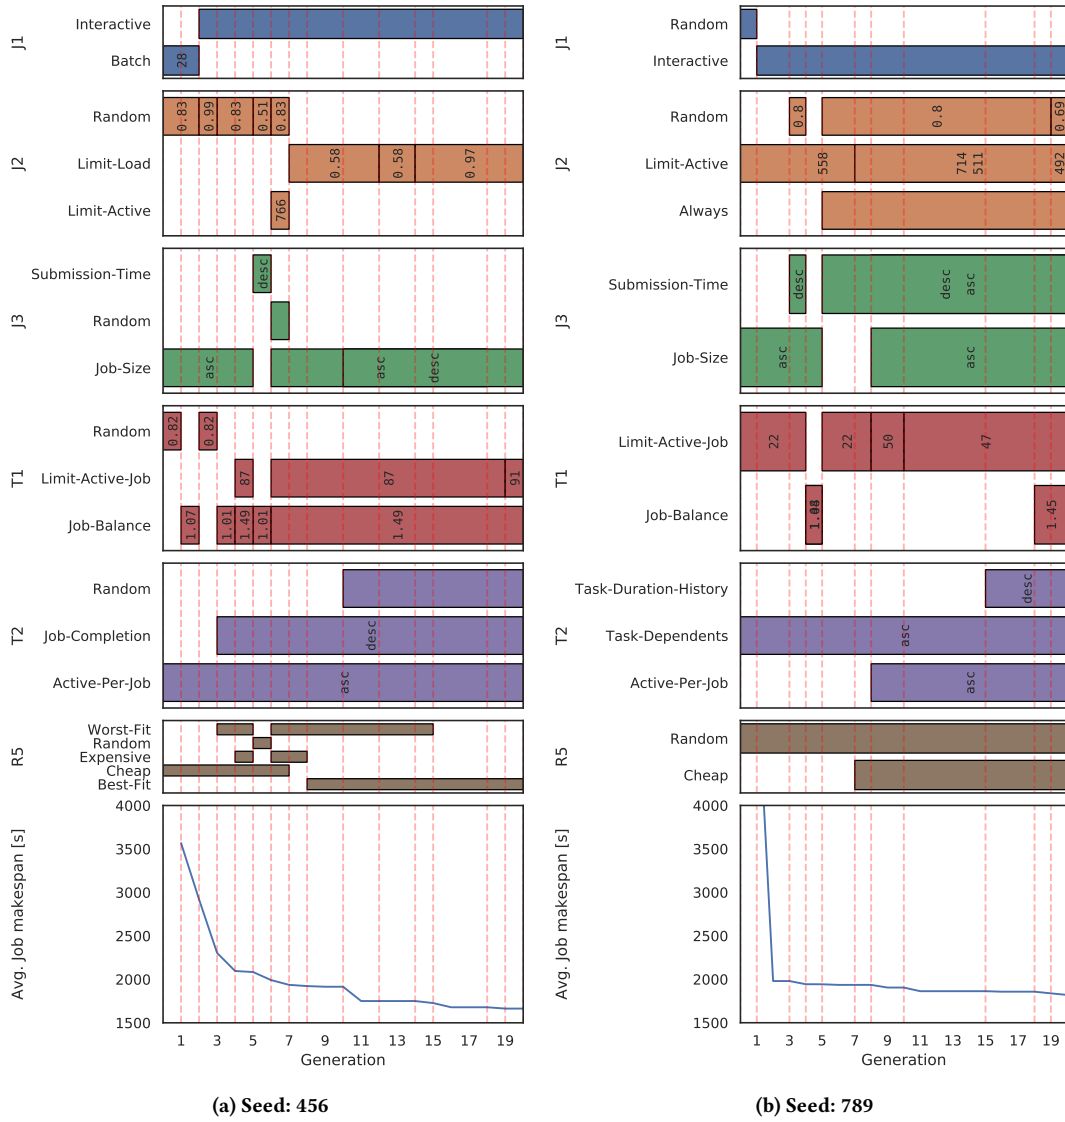 J1
Interactive
Batch
28
J2
Random
0.83
0.99
0.83
0.51
0.83
Limit-Load
0.58
0.58
0.97
Limit-Active
766
J3
Submission-Time
desc
Random
Job-Size
asc
asc
desc
T1
Random
0.82
0.82
Limit-Active-Job
87
87
91
Job-Balance
1.07
1.01
1.49
1.01
1.49
T2
Random
Job-Completion
desc
Active-Per-Job
asc
R5
Worst-Fit
Random
Expensive
Cheap
Best-Fit
Avg. Job makespan [s]
4000
3500
3000
2500
2000
1500
1 3 5 7 9 11 13 15 17 19
Generation
(a) Seed: 456
J1
Random
Interactive
J2
Random
0.8
0.8
0.69
Limit-Active
558
714
511
492
Always
J3
Submission-Time
desc
desc
asc
Job-Size
asc
asc
T1
Limit-Active-Job
22
22
50
47
Job-Balance
1.45
T2
Task-Duration-History
desc
Task-Dependents
asc
Active-Per-Job
asc
R5
Random
Cheap
Avg. Job makespan [s]
4000
3500
3000
2500
2000
1500
1 3 5 7 9 11 13 15 17 19
Generation
(b) Seed: 789